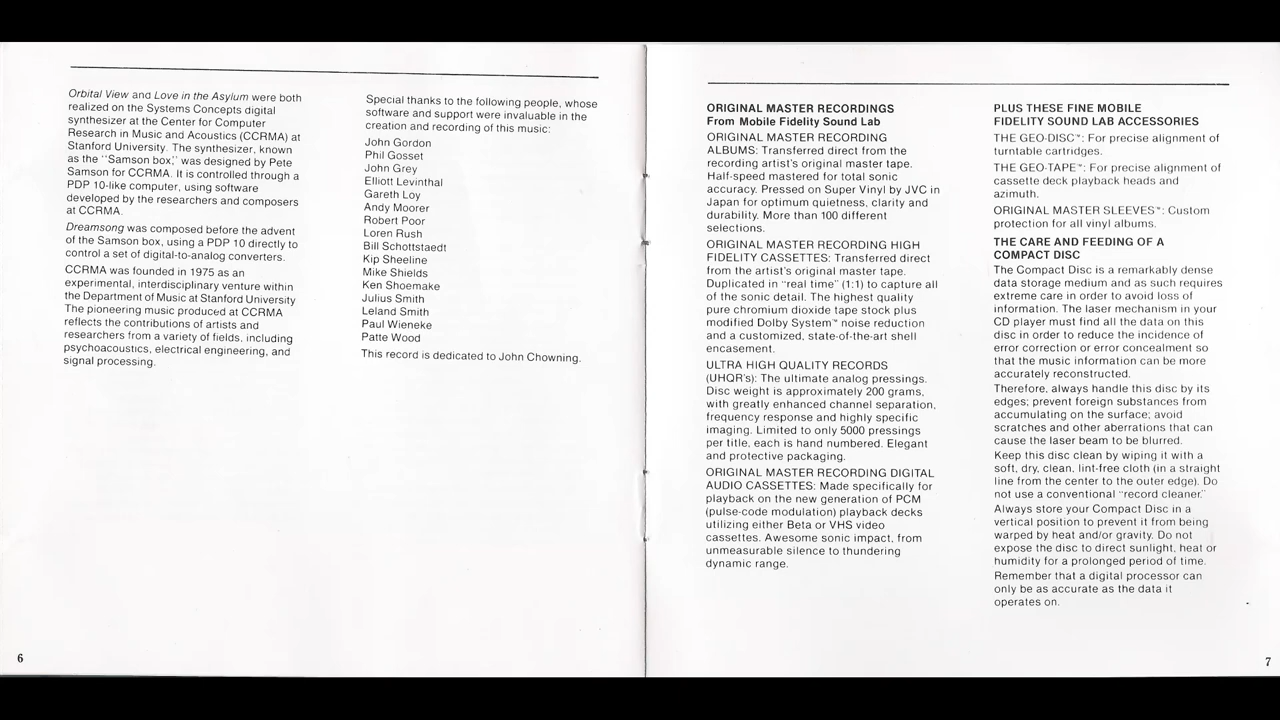 Orbital View and Love in the Asylum were both
realized on the Systems Concepts digital
synthesizer at the Center for Computer
Research in Music and Acoustics (CCRMA) at
Stanford University. The synthesizer, known
as the "Samson box," was designed by Pete
Samson for CCRMA. It is controlled through a
PDP 10-like computer, using software
developed by the researchers and composers
at CCRMA.
Dreamsong was composed before the advent
of the Samson box, using a PDP 10 directly to
control a set of digital-to-analog converters.
CCRMA was founded in 1975 as an
experimental, interdisciplinary venture within
the Department of Music at Stanford University
The pioneering music produced at CCRMA
reflects the contributions of artists and
researchers from a variety of fields, including
psychoacoustics, electrical engineering, and
signal processing.
Special thanks to the following people, whose
software and support were invaluable in the
creation and recording of this music:
John Gordon
Phil Gosset
John Grey
Elliott Levinthal
Gareth Loy
Andy Moorer
Robert Poor
Loren Rush
Bill Schottstaedt
Kip Sheeline
Mike Shields
Ken Shoemake
Julius Smith
Leland Smith
Paul Wieneke
Patte Wood
This record is dedicated to John Chowning.
6
ORIGINAL MASTER RECORDINGS
From Mobile Fidelity Sound Lab
ORIGINAL MASTER RECORDING
ALBUMS: Transferred direct from the
recording artist's original master tape.
Half-speed mastered for total sonic
accuracy. Pressed on Super Vinyl by JVC in
Japan for optimum quietness, clarity and
durability. More than 100 different
selections.
ORIGINAL MASTER RECORDING HIGH
FIDELITY CASSETTES: Transferred direct
from the artist's original master tape.
Duplicated in "real time" (1:1) to capture all
of the sonic detail. The highest quality
pure chromium dioxide tape stock plus
modified Dolby System™ noise reduction
and a customized, state-of-the-art shell
encasement.
ULTRA HIGH QUALITY RECORDS
(UHQR's): The ultimate analog pressings.
Disc weight is approximately 200 grams,
with greatly enhanced channel separation,
frequency response and highly specific
imaging. Limited to only 5000 pressings
per title, each is hand numbered. Elegant
and protective packaging.
ORIGINAL MASTER RECORDING DIGITAL
AUDIO CASSETTES: Made specifically for
playback on the new generation of PCM
(pulse-code modulation) playback decks
utilizing either Beta or VHS video
cassettes. Awesome sonic impact, from
unmeasurable silence to thundering
dynamic range.
PLUS THESE FINE MOBILE
FIDELITY SOUND LAB ACCESSORIES
THE GEO-DISC™: For precise alignment of
turntable cartridges.
THE GEO-TAPE™: For precise alignment of
cassette deck playback heads and
azimuth.
ORIGINAL MASTER SLEEVES™: Custom
protection for all vinyl albums.
THE CARE AND FEEDING OF A
COMPACT DISC
The Compact Disc is a remarkably dense
data storage medium and as such requires
extreme care in order to avoid loss of
information. The laser mechanism in your
CD player must find all the data on this
disc in order to reduce the incidence of
error correction or error concealment so
that the music information can be more
accurately reconstructed.
Therefore, always handle this disc by its
edges; prevent foreign substances from
accumulating on the surface; avoid
scratches and other aberrations that can
cause the laser beam to be blurred.
Keep this disc clean by wiping it with a
soft, dry, clean, lint-free cloth (in a straight
line from the center to the outer edge). Do
not use a conventional "record cleaner."
Always store your Compact Disc in a
vertical position to prevent it from being
warped by heat and/or gravity. Do not
expose the disc to direct sunlight, heat or
humidity for a prolonged period of time.
Remember that a digital processor can
only be as accurate as the data it
operates on.
7